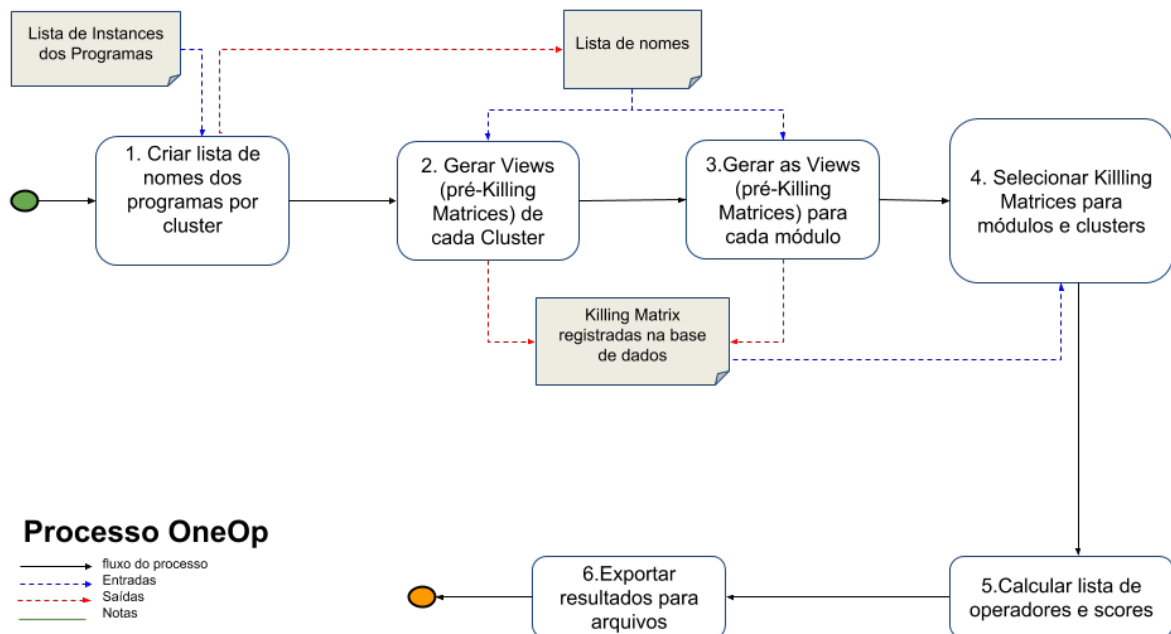 Lista de Instances
dos Programas
Lista de nomes
1. Criar lista de
nomes dos
programas por
cluster
2. Gerar Views
(pré-Killing
Matrices) de
cada Cluster
3.Gerar as Views
(pré-Killing
Matrices) para
cada módulo
4. Selecionar Killling
Matrizes para
módulos e clusters
Killing Matrix
registradas na base
de dados
Processo OneOp
fluxo do processo
Entradas
Saídas
Notas
6.Exportar
resultados para
arquivos
5.Calcular lista de
operadores e scores